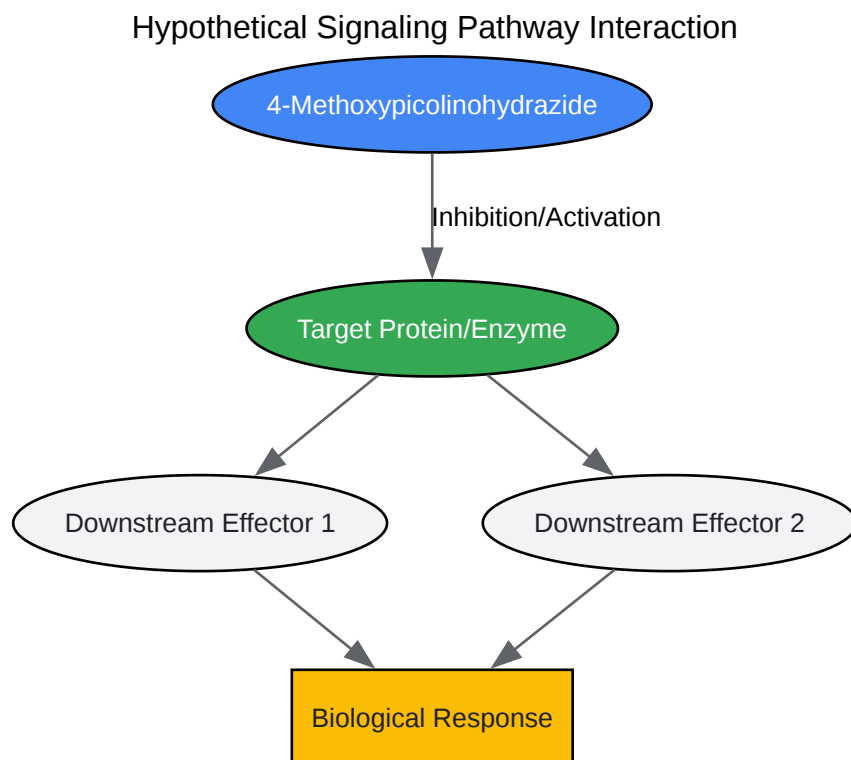 Hypothetical Signaling Pathway Interaction
4-Methoxypicolinohydrazide
Inhibition/Activation
Target Protein/Enzyme
Downstream Effector 1
Downstream Effector 2
Biological Response